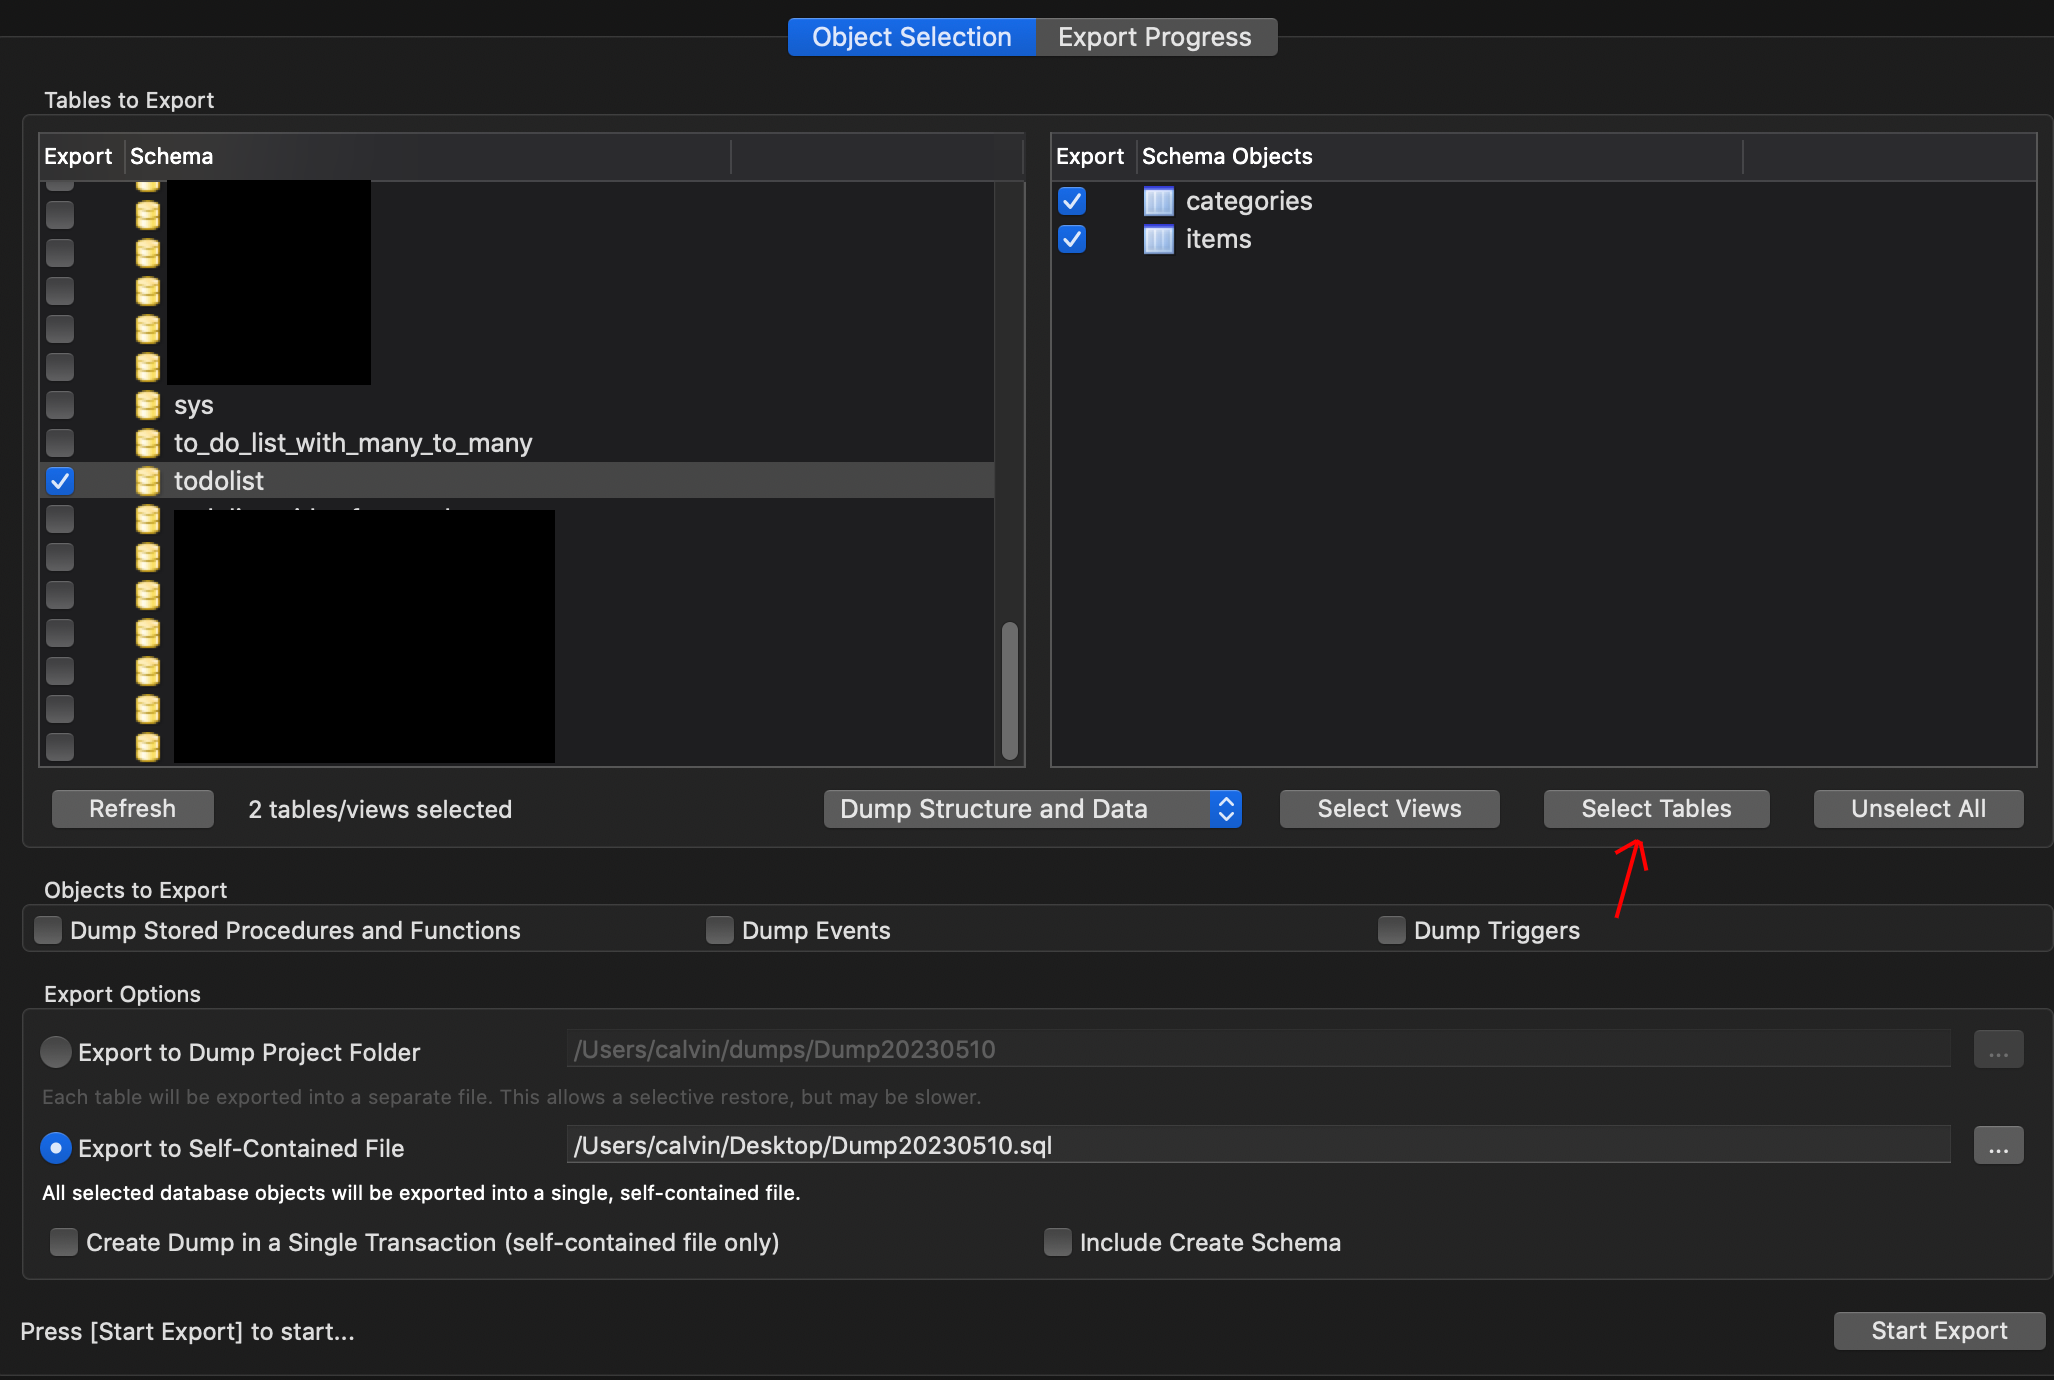 Object Selection Export Progress
Tables to Export
Export Schema
Export Schema Objects
categories
items
sys
to_do_list_with_many_to_many
todolist
Refresh 2 tables/views selected Dump Structure and Data Select Views Select Tables Unselect All
Objects to Export
Dump Stored Procedures and Functions Dump Events Dump Triggers
Export Options
Export to Dump Project Folder /Users/calvin/dumps/Dump20230510 ...
Each table will be exported into a separate file. This allows a selective restore, but may be slower.
Export to Self-Contained File /Users/calvin/Desktop/Dump20230510.sql ...
All selected database objects will be exported into a single, self-contained file.
Create Dump in a Single Transaction (self-contained file only) Include Create Schema
Press [Start Export] to start... Start Export